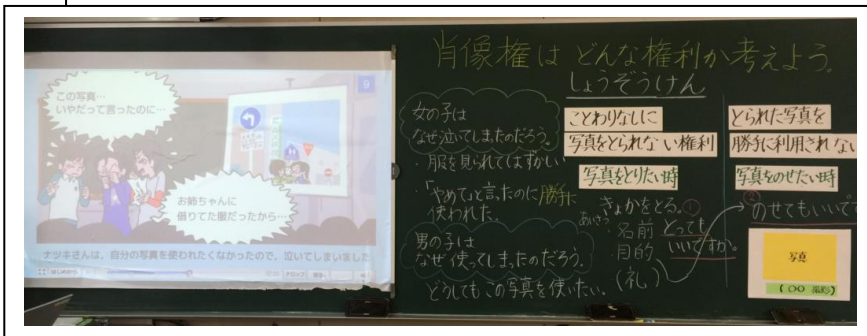 この写真…
いやだって言ったのに…
9
お姉ちゃんに
借りてた服だったから…
ナツキさんは、自分の写真を使われたくなかったので、泣いてしまいました
はじめから
肖像権は どんな権利か考えよう。
しょうぞうけん
女の子は
なぜ泣いてしまったのだろう。
・服を見られてはずかしい
「やめて」と言ったのに勝手に
使われた。
男の子は
なぜ使ってしまったのだろう。
どうしてもこの写真を使いたい。
ことわりなしに
写真をとられない権利
写真をとりたい時
きょかをとる。①
あいさつ
・名前
・目的
とっても
いいですか。
(礼)
とられた写真を
勝手に利用されない
写真をのせたい時
②
のせてもいいで
写真
【○○ 撮影】